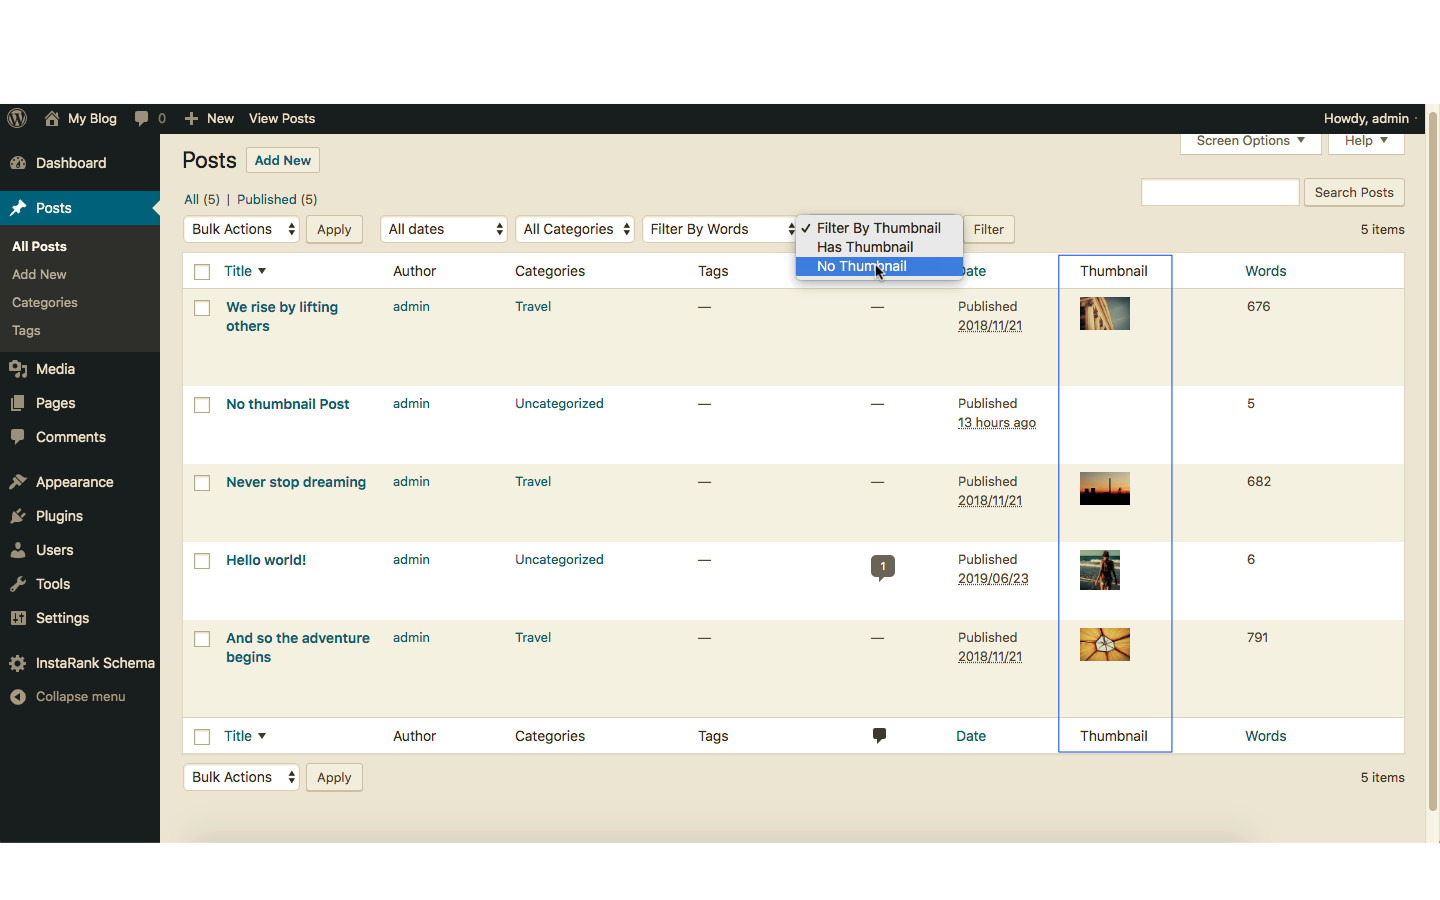 My Blog 0 New View Posts Howdy, admin
Dashboard
Posts
All Posts
Add New
Categories
Tags
Media
Pages
Comments
Appearance
Plugins
Users
Tools
Settings
InstaRank Schema
Collapse menu
Posts Add New Screen Options Help
All (5) | Published (5)
Search Posts
Bulk Actions Apply All dates All Categories Filter By Words Filter 5 items
✓ Filter By Thumbnail
Has Thumbnail
No Thumbnail
Title Author Categories Tags Date Thumbnail Words
We rise by lifting others admin Travel — — Published 676
2018/11/21
No thumbnail Post admin Uncategorized — — Published 5
13 hours ago
Never stop dreaming admin Travel — — Published 682
2018/11/21
Hello world! admin Uncategorized — 1 Published 6
2019/06/23
And so the adventure begins admin Travel — — Published 791
2018/11/21
Title Author Categories Tags Date Thumbnail Words
Bulk Actions Apply 5 items